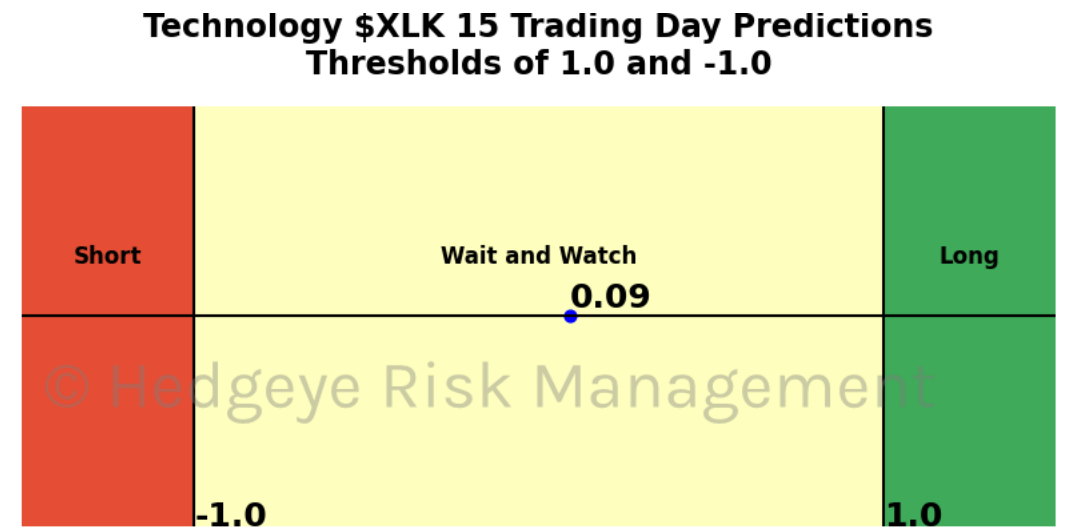 Technology $XLK 15 Trading Day Predictions
Thresholds of 1.0 and -1.0
Short
Wait and Watch
Long
0.09
© Hedgeye Risk Management
-1.0
1.0